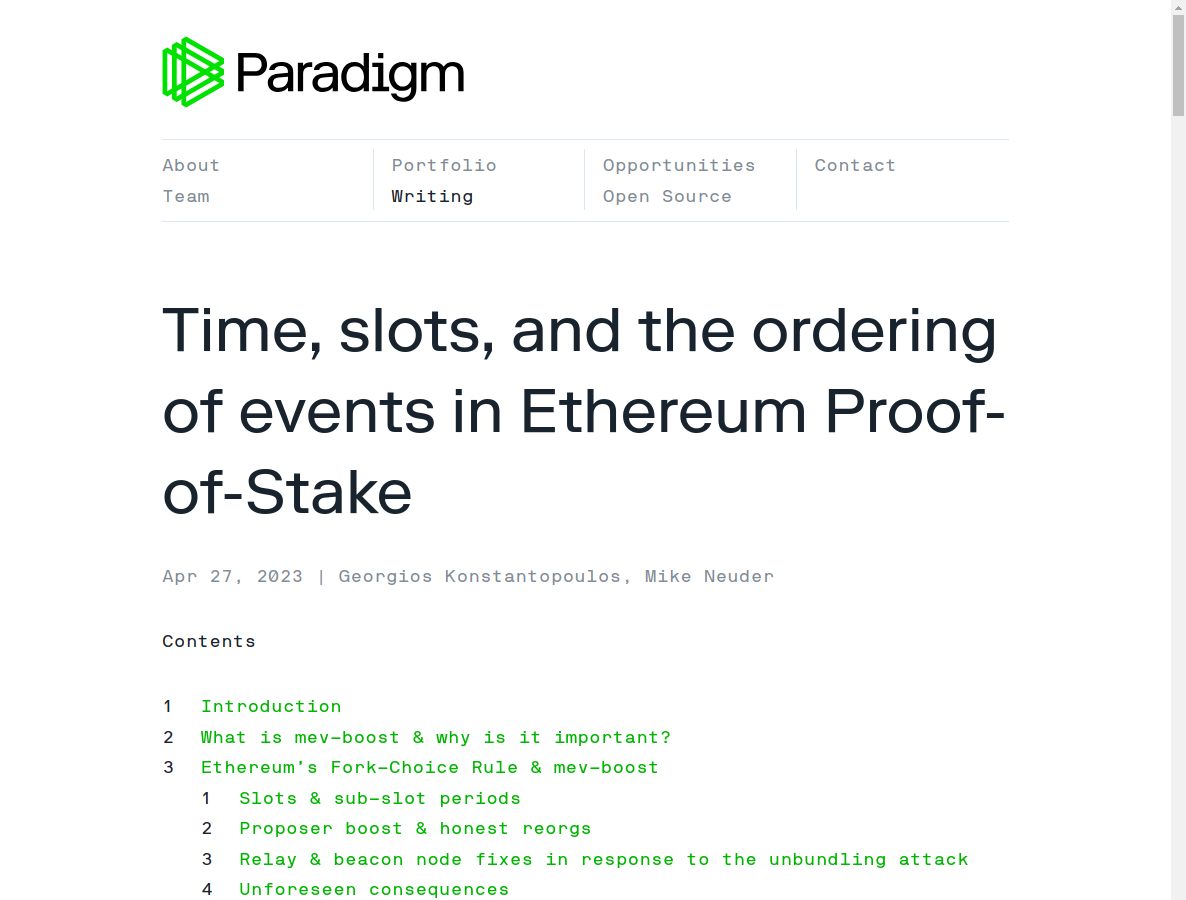 Paradigm
About
Team
Portfolio
Writing
Opportunities
Open Source
Contact
Time, slots, and the ordering
of events in Ethereum Proof-
of-Stake
Apr 27, 2023 | Georgios Konstantopoulos, Mike Neuder
Contents
1 Introduction
2 What is mev-boost & why is it important?
3 Ethereum's Fork-Choice Rule & mev-boost
1 Slots & sub-slot periods
2 Proposer boost & honest reorgs
3 Relay & beacon node fixes in response to the unbundling attack
4 Unforeseen consequences